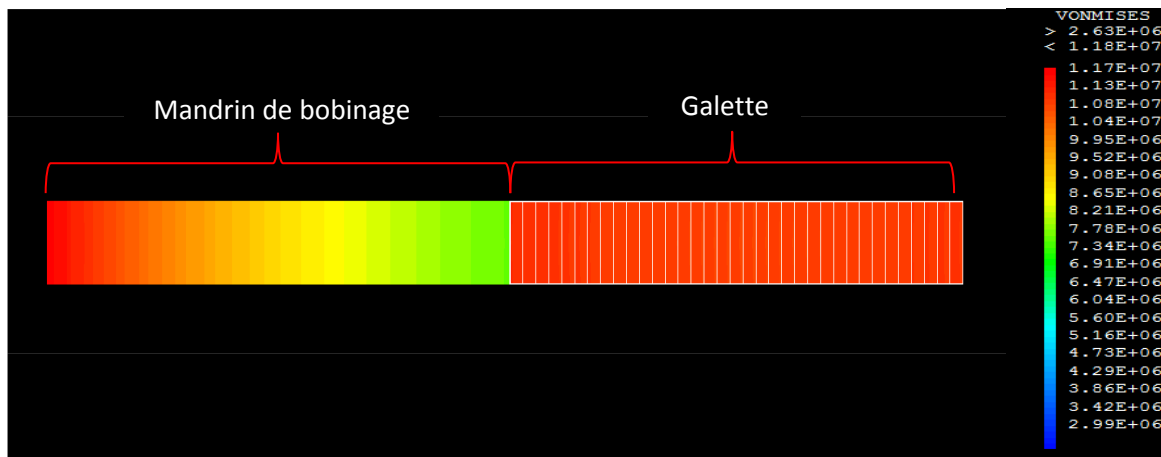 Mandrin de bobinage
Galette
VONMISES
> 2.63E+06
< 1.18E+07
1.17E+07
1.13E+07
1.08E+07
1.04E+07
9.95E+06
9.52E+06
9.08E+06
8.65E+06
8.21E+06
7.78E+06
7.34E+06
6.91E+06
6.47E+06
6.04E+06
5.60E+06
5.16E+06
4.73E+06
4.29E+06
3.86E+06
3.42E+06
2.99E+06